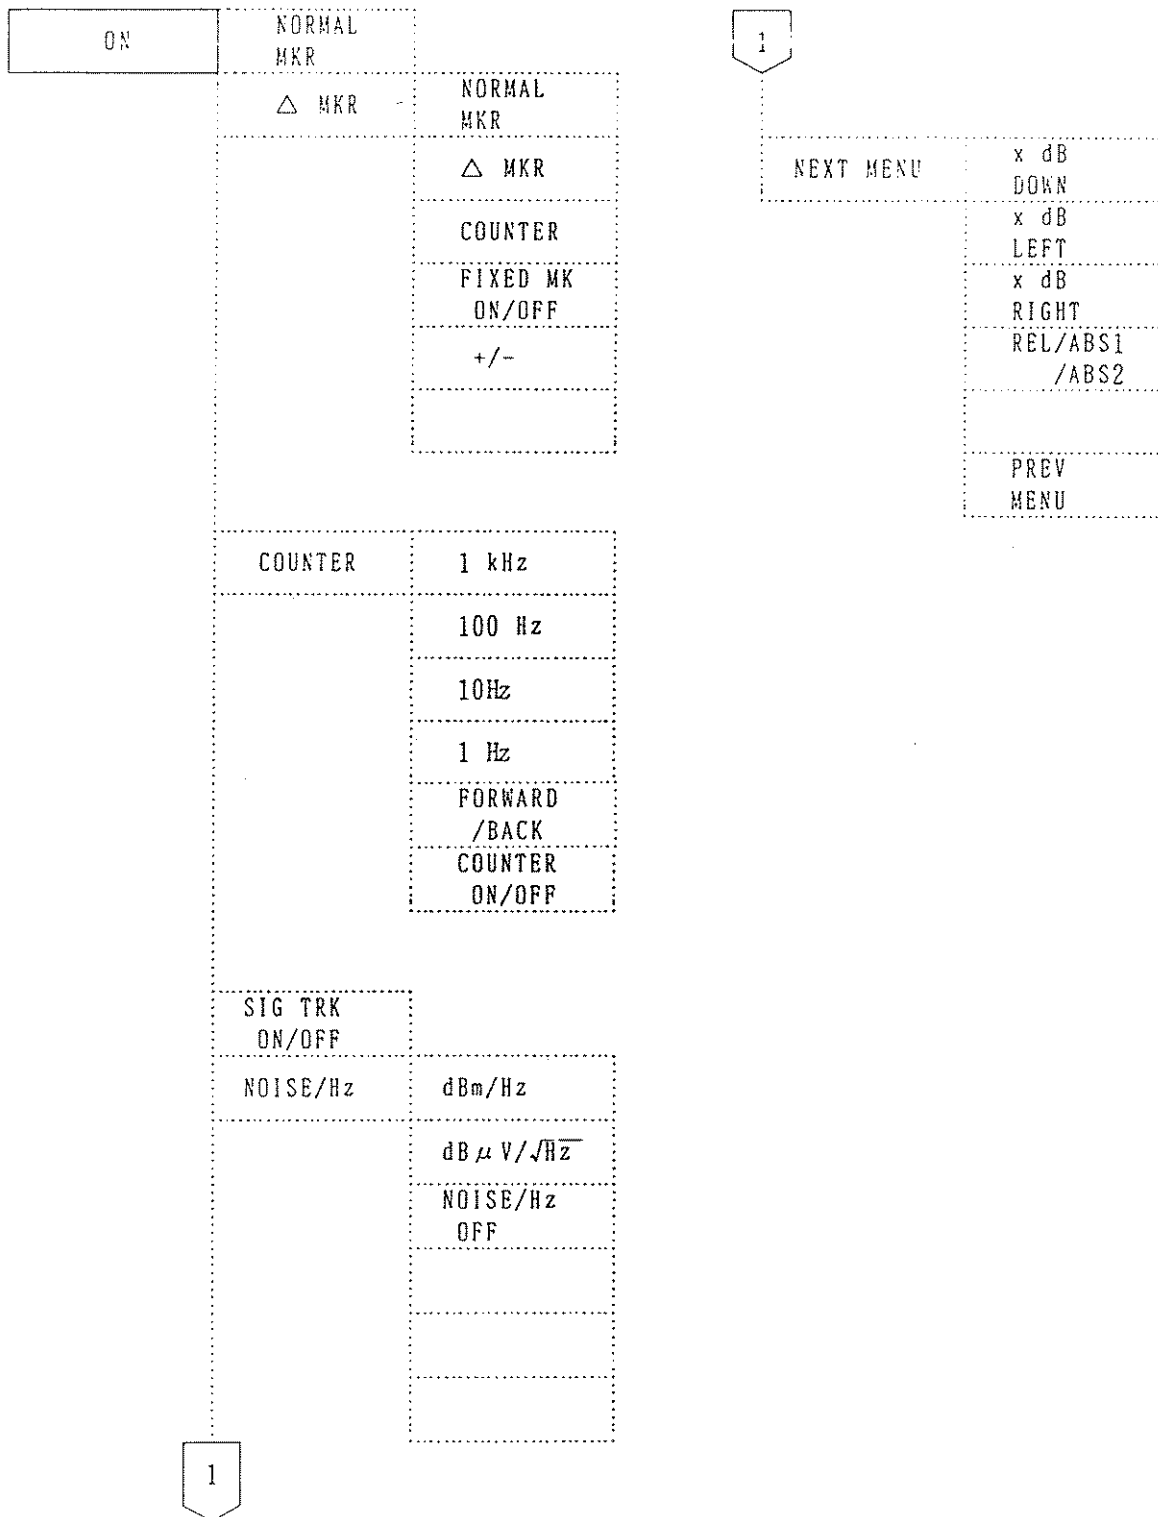 ON
NORMAL
MKR
△ MKR
NORMAL
MKR
△ MKR
COUNTER
FIXED MK
ON/OFF
+/-
COUNTER
1 kHz
100 Hz
10Hz
1 Hz
FORWARD
/BACK
COUNTER
ON/OFF
SIG TRK
ON/OFF
NOISE/Hz
dBm/Hz
dBμV/√Hz
NOISE/Hz
OFF
1
1
NEXT MENU
x dB
DOWN
x dB
LEFT
x dB
RIGHT
REL/ABS1
/ABS2
PREV
MENU